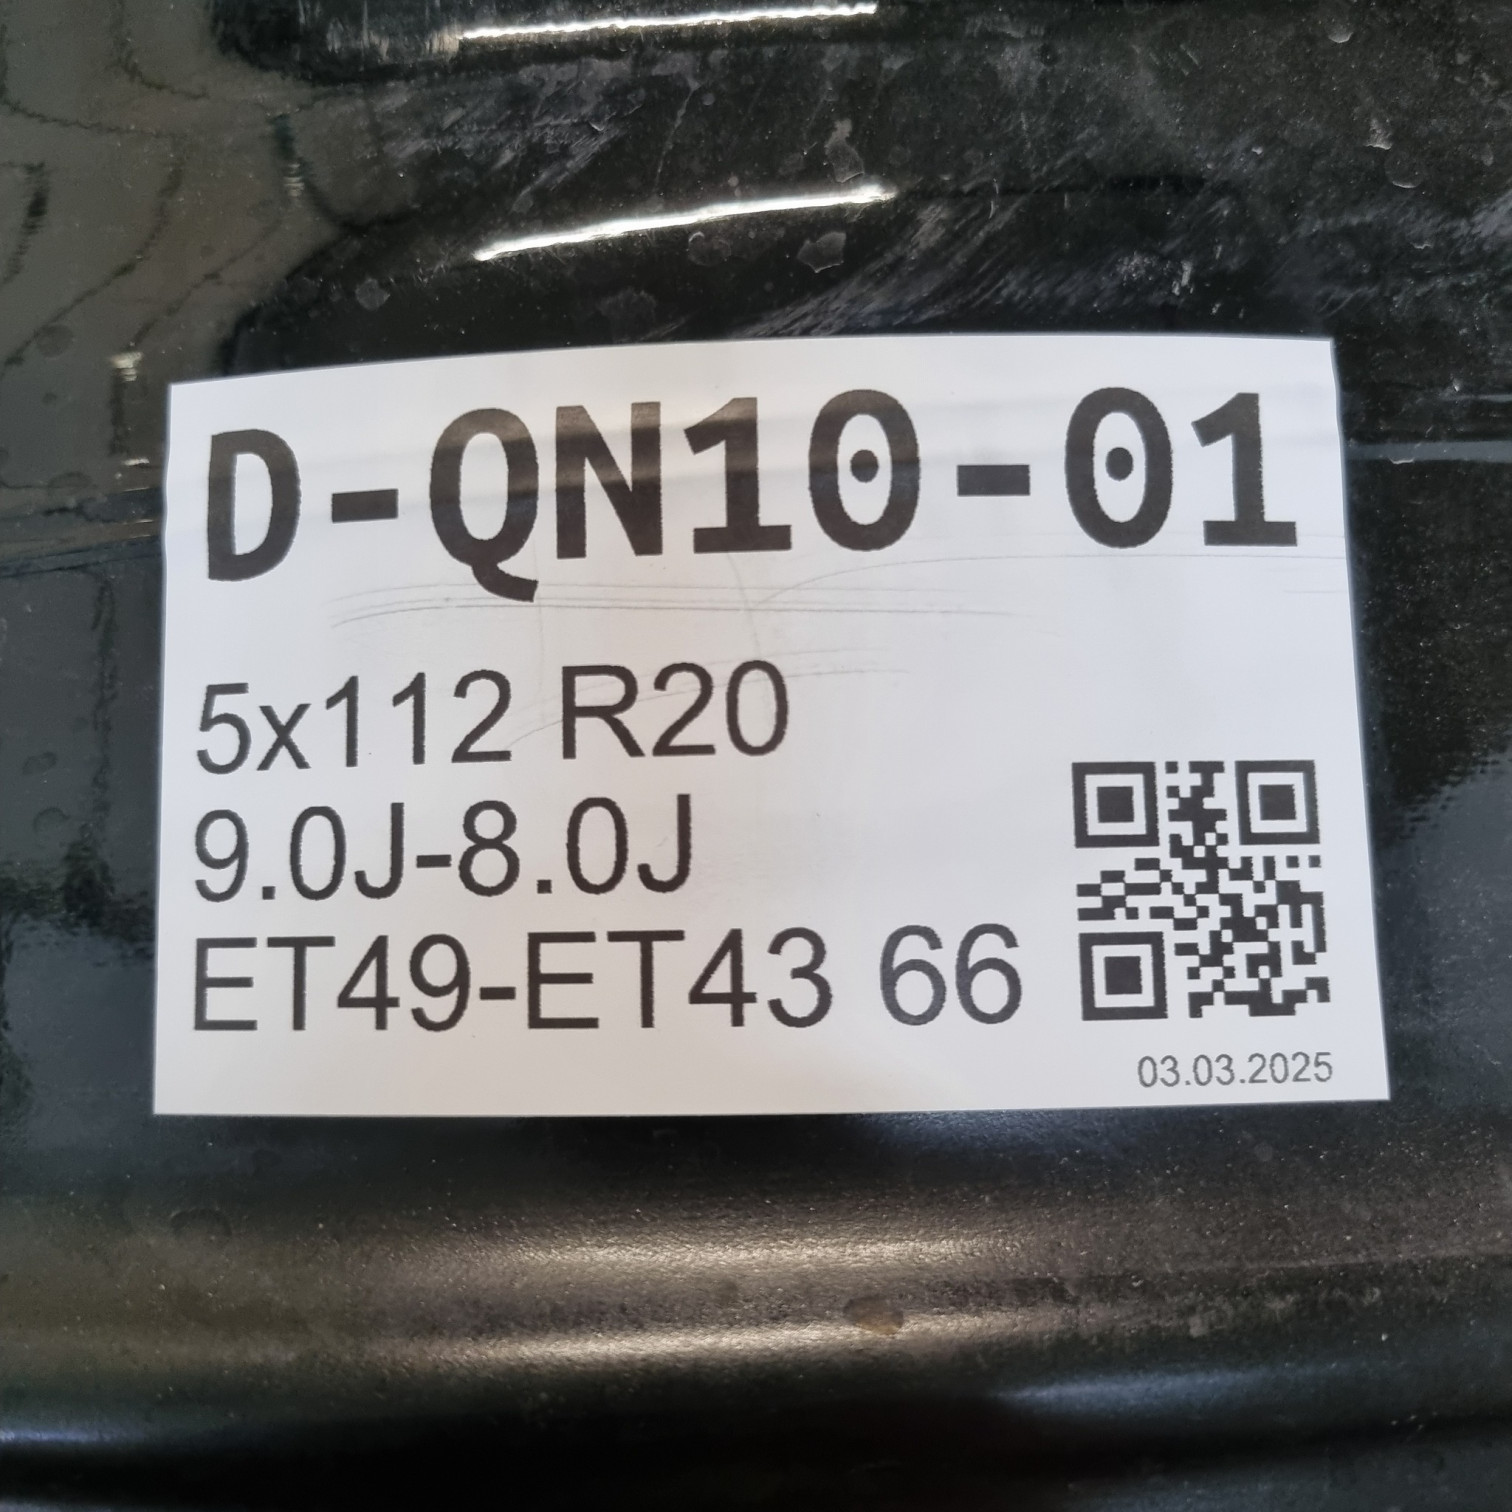 D-QN10-01
5x112 R20
9.0J-8.0J
ET49-ET43 66
03.03.2025